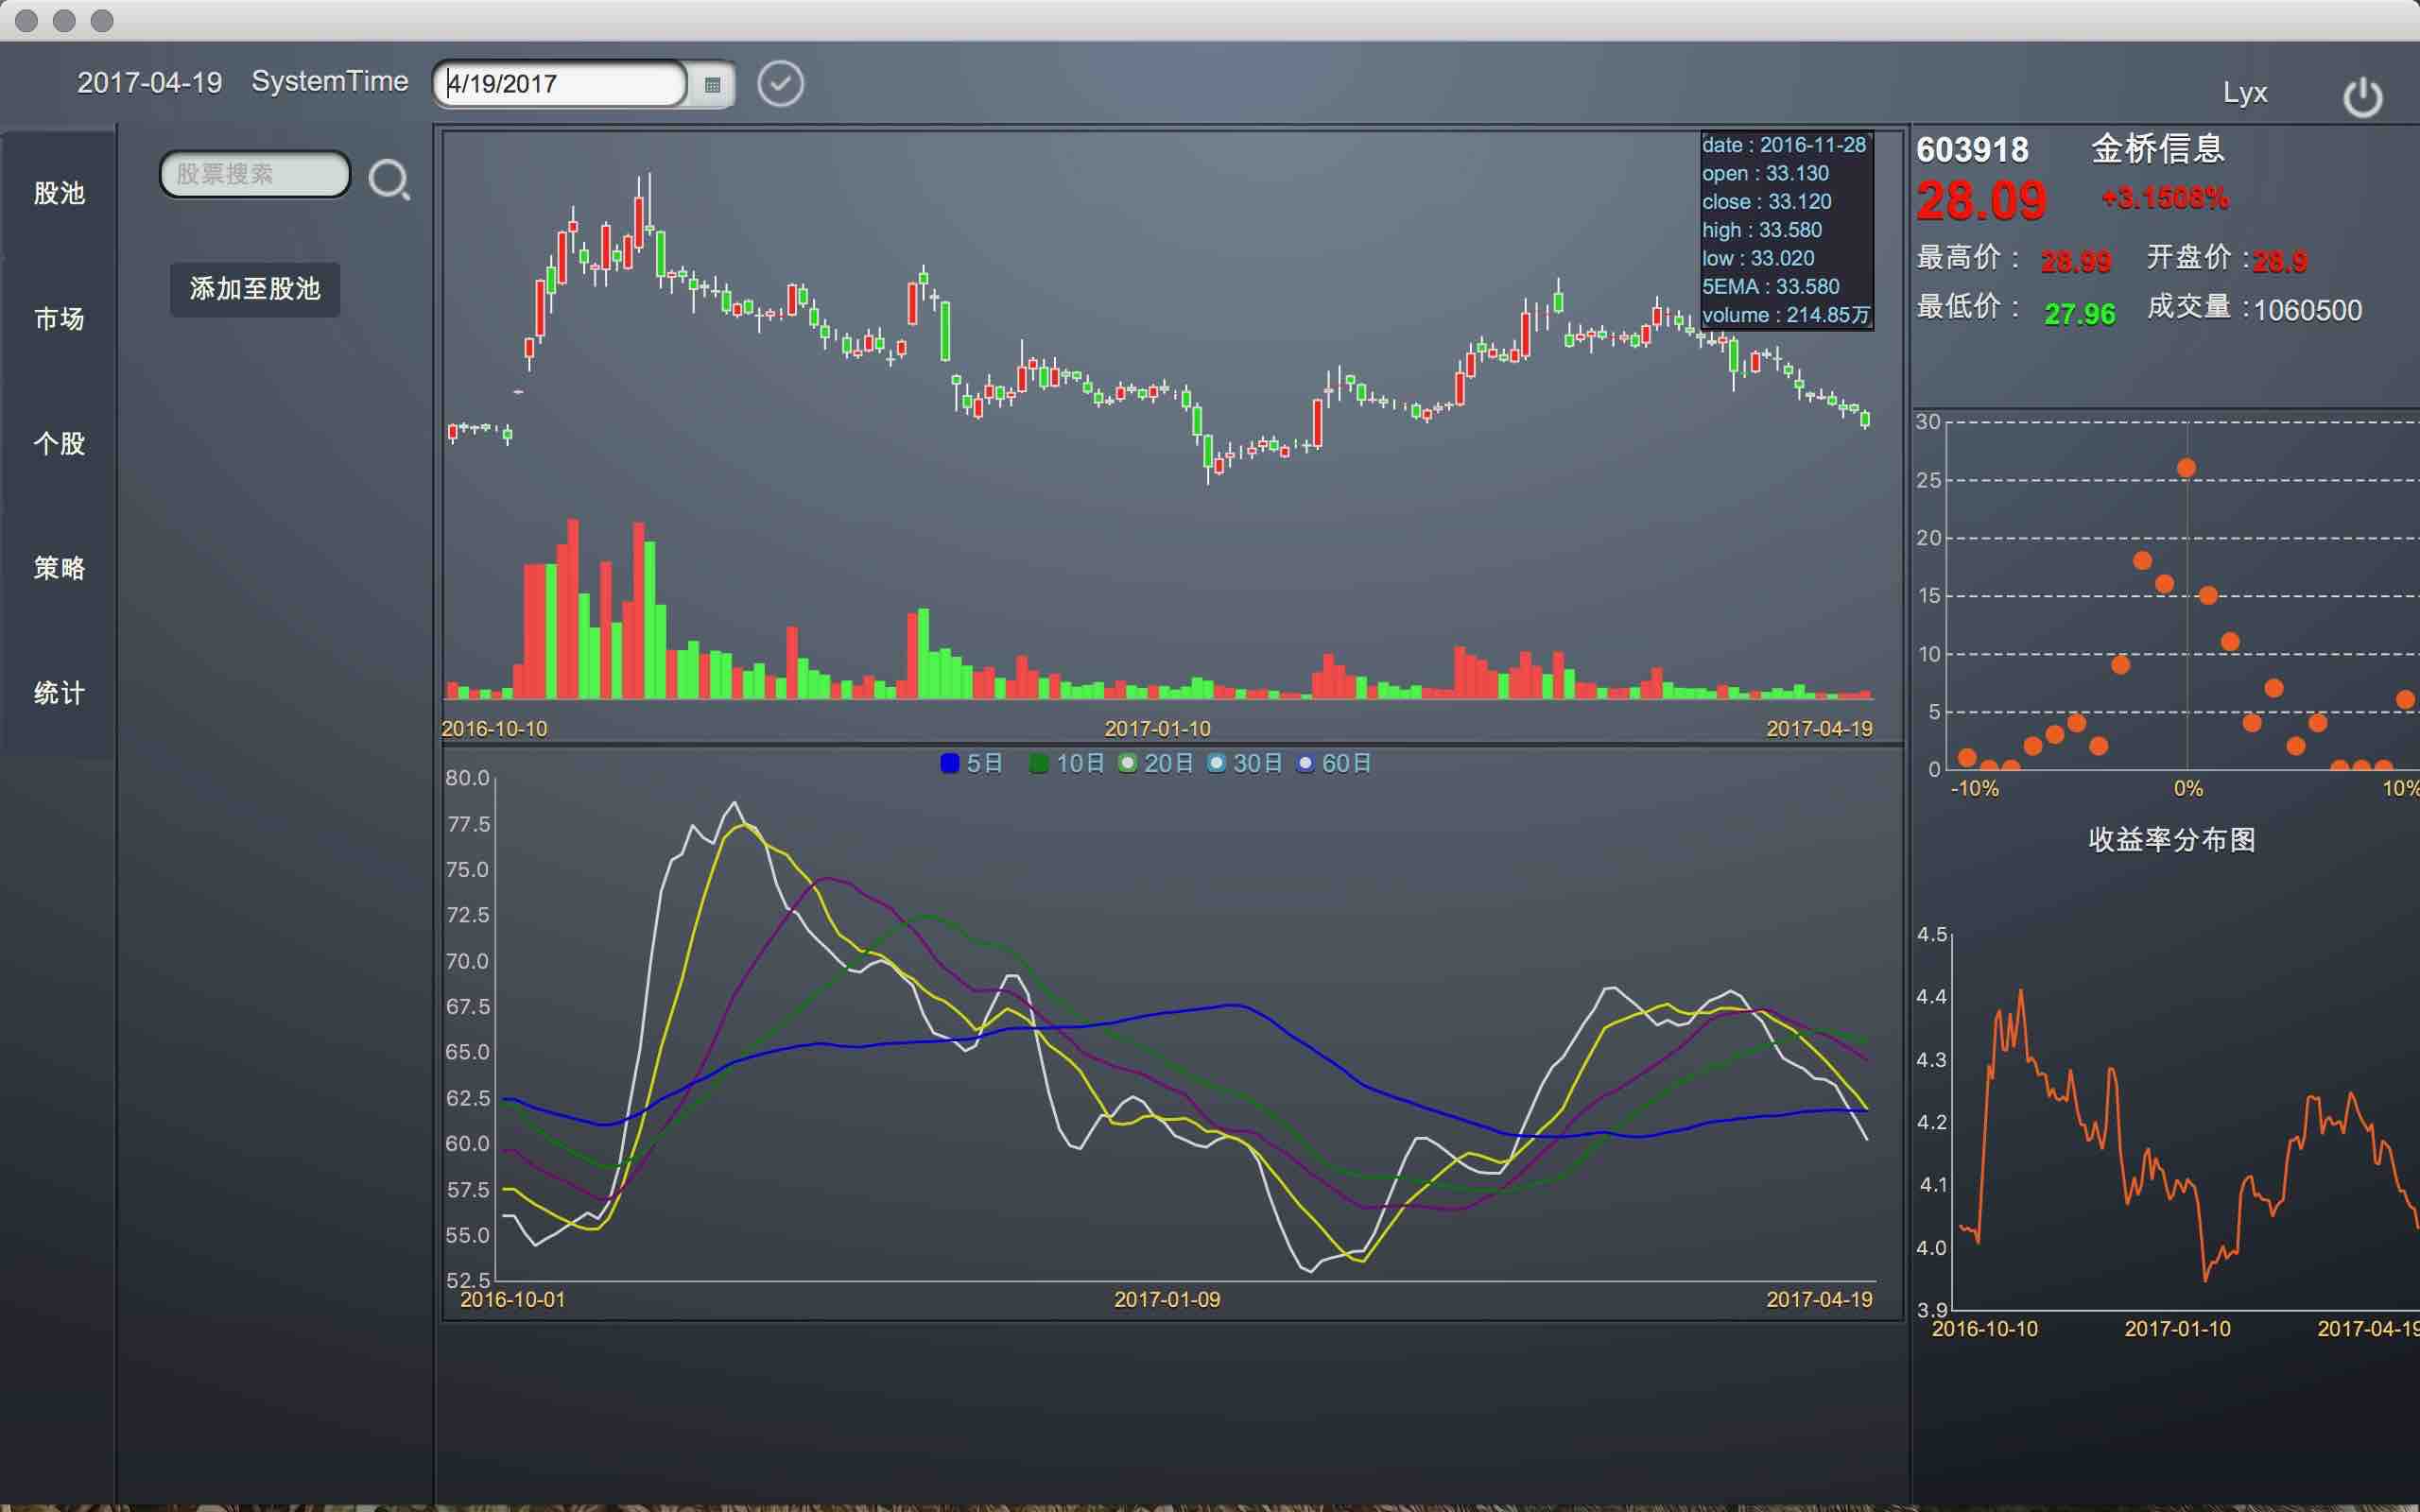 2017-04-19 SystemTime 4/19/2017
Lyx
股池
市场
个股
策略
统计
股票搜索
添加至股池
date : 2016-11-28
open : 33.130
close : 33.120
high : 33.580
low : 33.020
5EMA : 33.580
volume : 214.85万
2016-10-10 2017-01-10 2017-04-19
5日 10日 20日 30日 60日
80.0
77.5
75.0
72.5
70.0
67.5
65.0
62.5
60.0
57.5
55.0
52.5
2016-10-01 2017-01-09 2017-04-19
603918 金桥信息
28.09 +3.1508%
最高价 : 28.99 开盘价 :28.9
最低价 : 27.96 成交量 :1060500
30
25
20
15
10
5
0
-10% 0% 10%
收益率分布图
4.5
4.4
4.3
4.2
4.1
4.0
3.9
2016-10-10 2017-01-10 2017-04-19